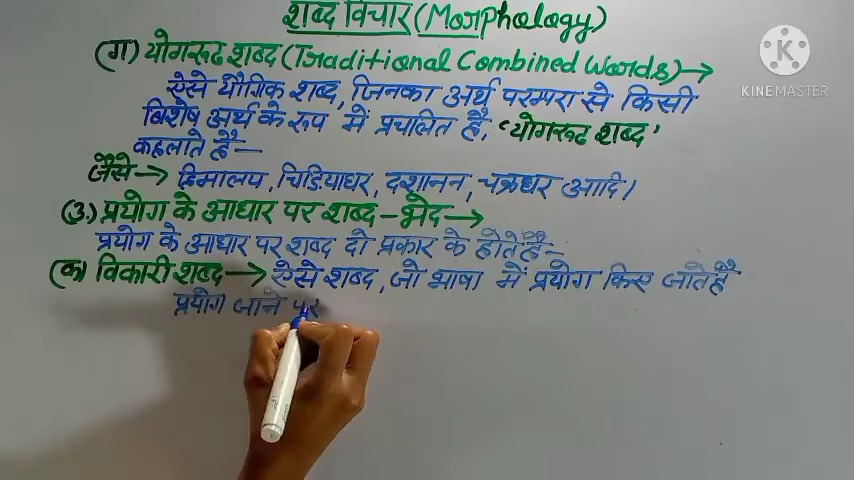 शब्द विचार (Morphology)
(ग) योगरूढ शब्द (Traditional Combined Words) →
ऐसे यौगिक शब्द, जिनका अर्थ परम्परा से किसी
विशेष अर्थ के रूप में प्रचलित है, 'योगरूढ शब्द'
कहलाते हैं—
जैसे → हिमालय, चिडियाघर, दशानन, चक्रधर आदि।
(3.) प्रयोग के आधार पर शब्द-भेद →
प्रयोग के आधार पर शब्द दो प्रकार के होते हैं—
(क) विकारी शब्द → ऐसे शब्द, जो भाषा में प्रयोग किए जाते हैं
प्रयोग जाने पर
KINEMASTER